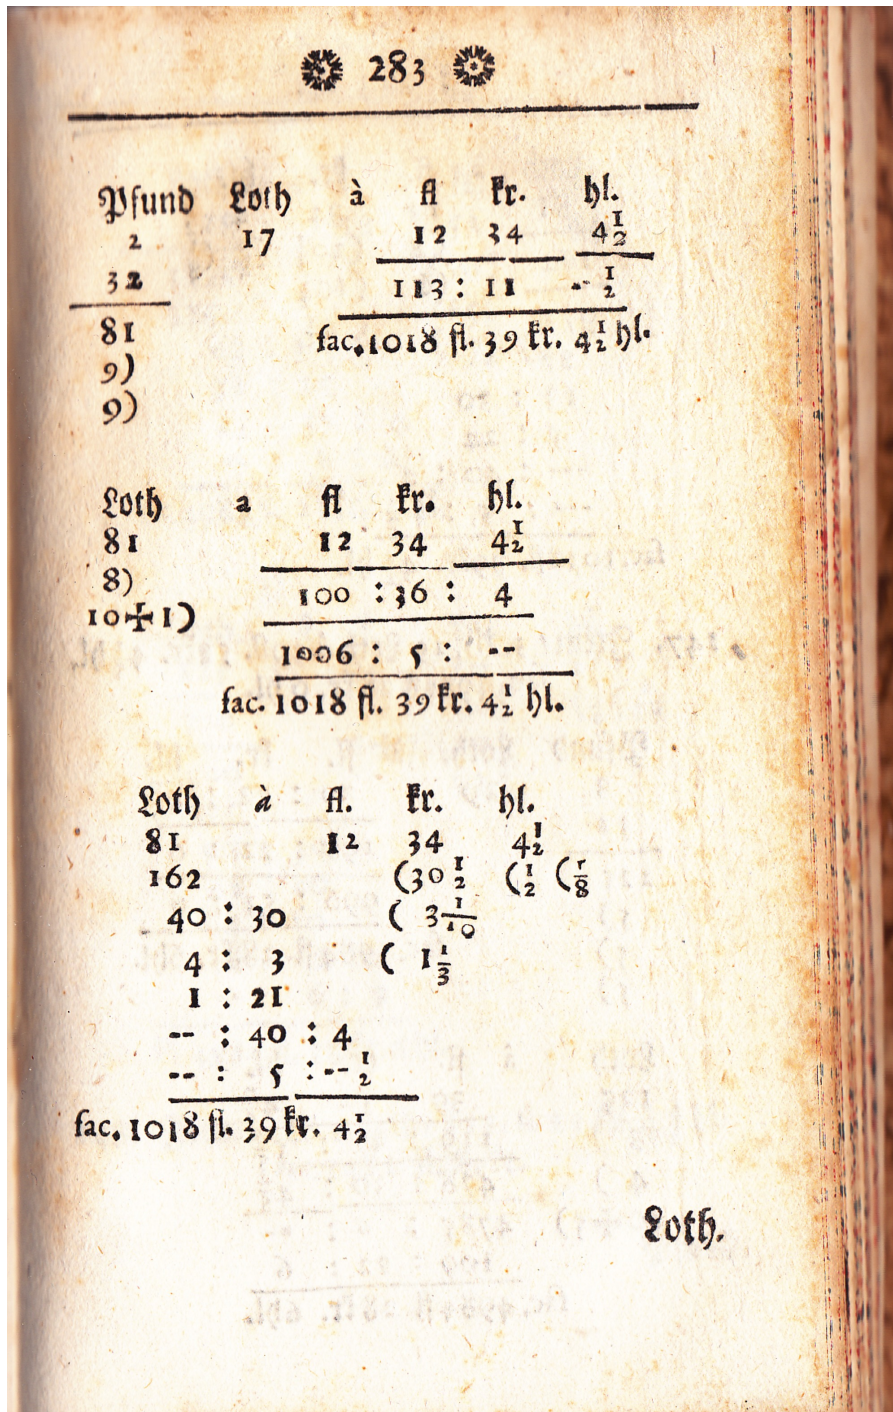 283
Pfund Loth à fl kr. hl.
2 17 12 34 4½
32
113 : 11 -- ½
81 fac. 1018 fl. 39 kr. 4½ hl.
9)
9)
Loth a fl kr. hl.
81 12 34 4½
8) 100 : 36 : 4
10 + 1)
1006 : 5 : --
fac. 1018 fl. 39 kr. 4½ hl.
Loth à fl. kr. hl.
81 12 34 4½
162 (30½ (½ (⅛
40 : 30 ( 3 1/10
4 : 3 ( 1⅓
1 : 21
-- : 40 : 4
-- : 5 : -- ½
fac. 1018 fl. 39 kr. 4½
Loth.